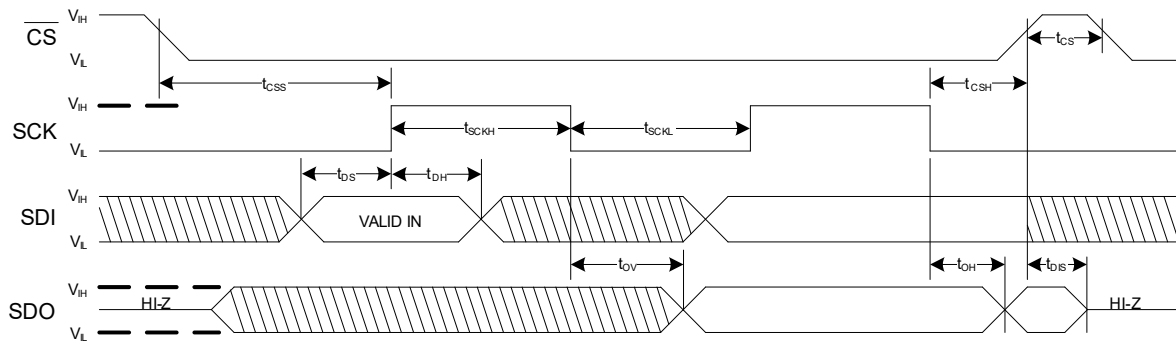 CS
V_IH
V_IL
t_CSS
t_CSH
t_CS
SCK
V_IH
V_IL
t_SCKH
t_SCKL
t_DS
t_DH
SDI
V_IH
V_IL
VALID IN
t_OV
t_OH
t_DIS
SDO
V_IH
V_IL
HI-Z
HI-Z